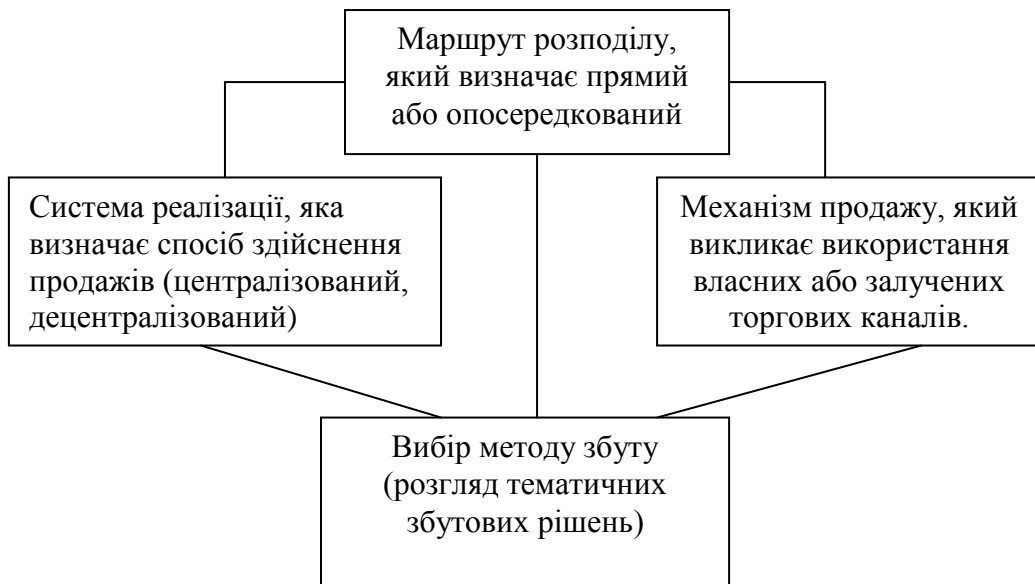 Маршрут розподілу,
який визначає прямий
або опосередкований
Система реалізації, яка
визначає спосіб здійснення
продажів (централізований,
децентралізований)
Механізм продажу, який
викликає використання
власних або залучених
торгових каналів.
Вибір методу збуту
(розгляд тематичних
збутових рішень)